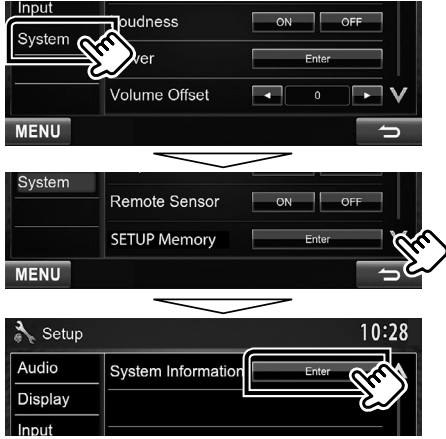 Input
oudness ON OFF
System
ver Enter
Volume Offset 0
MENU
System
Remote Sensor ON OFF
SETUP Memory Enter
MENU
Setup 10:28
Audio System Information Enter
Display
Input